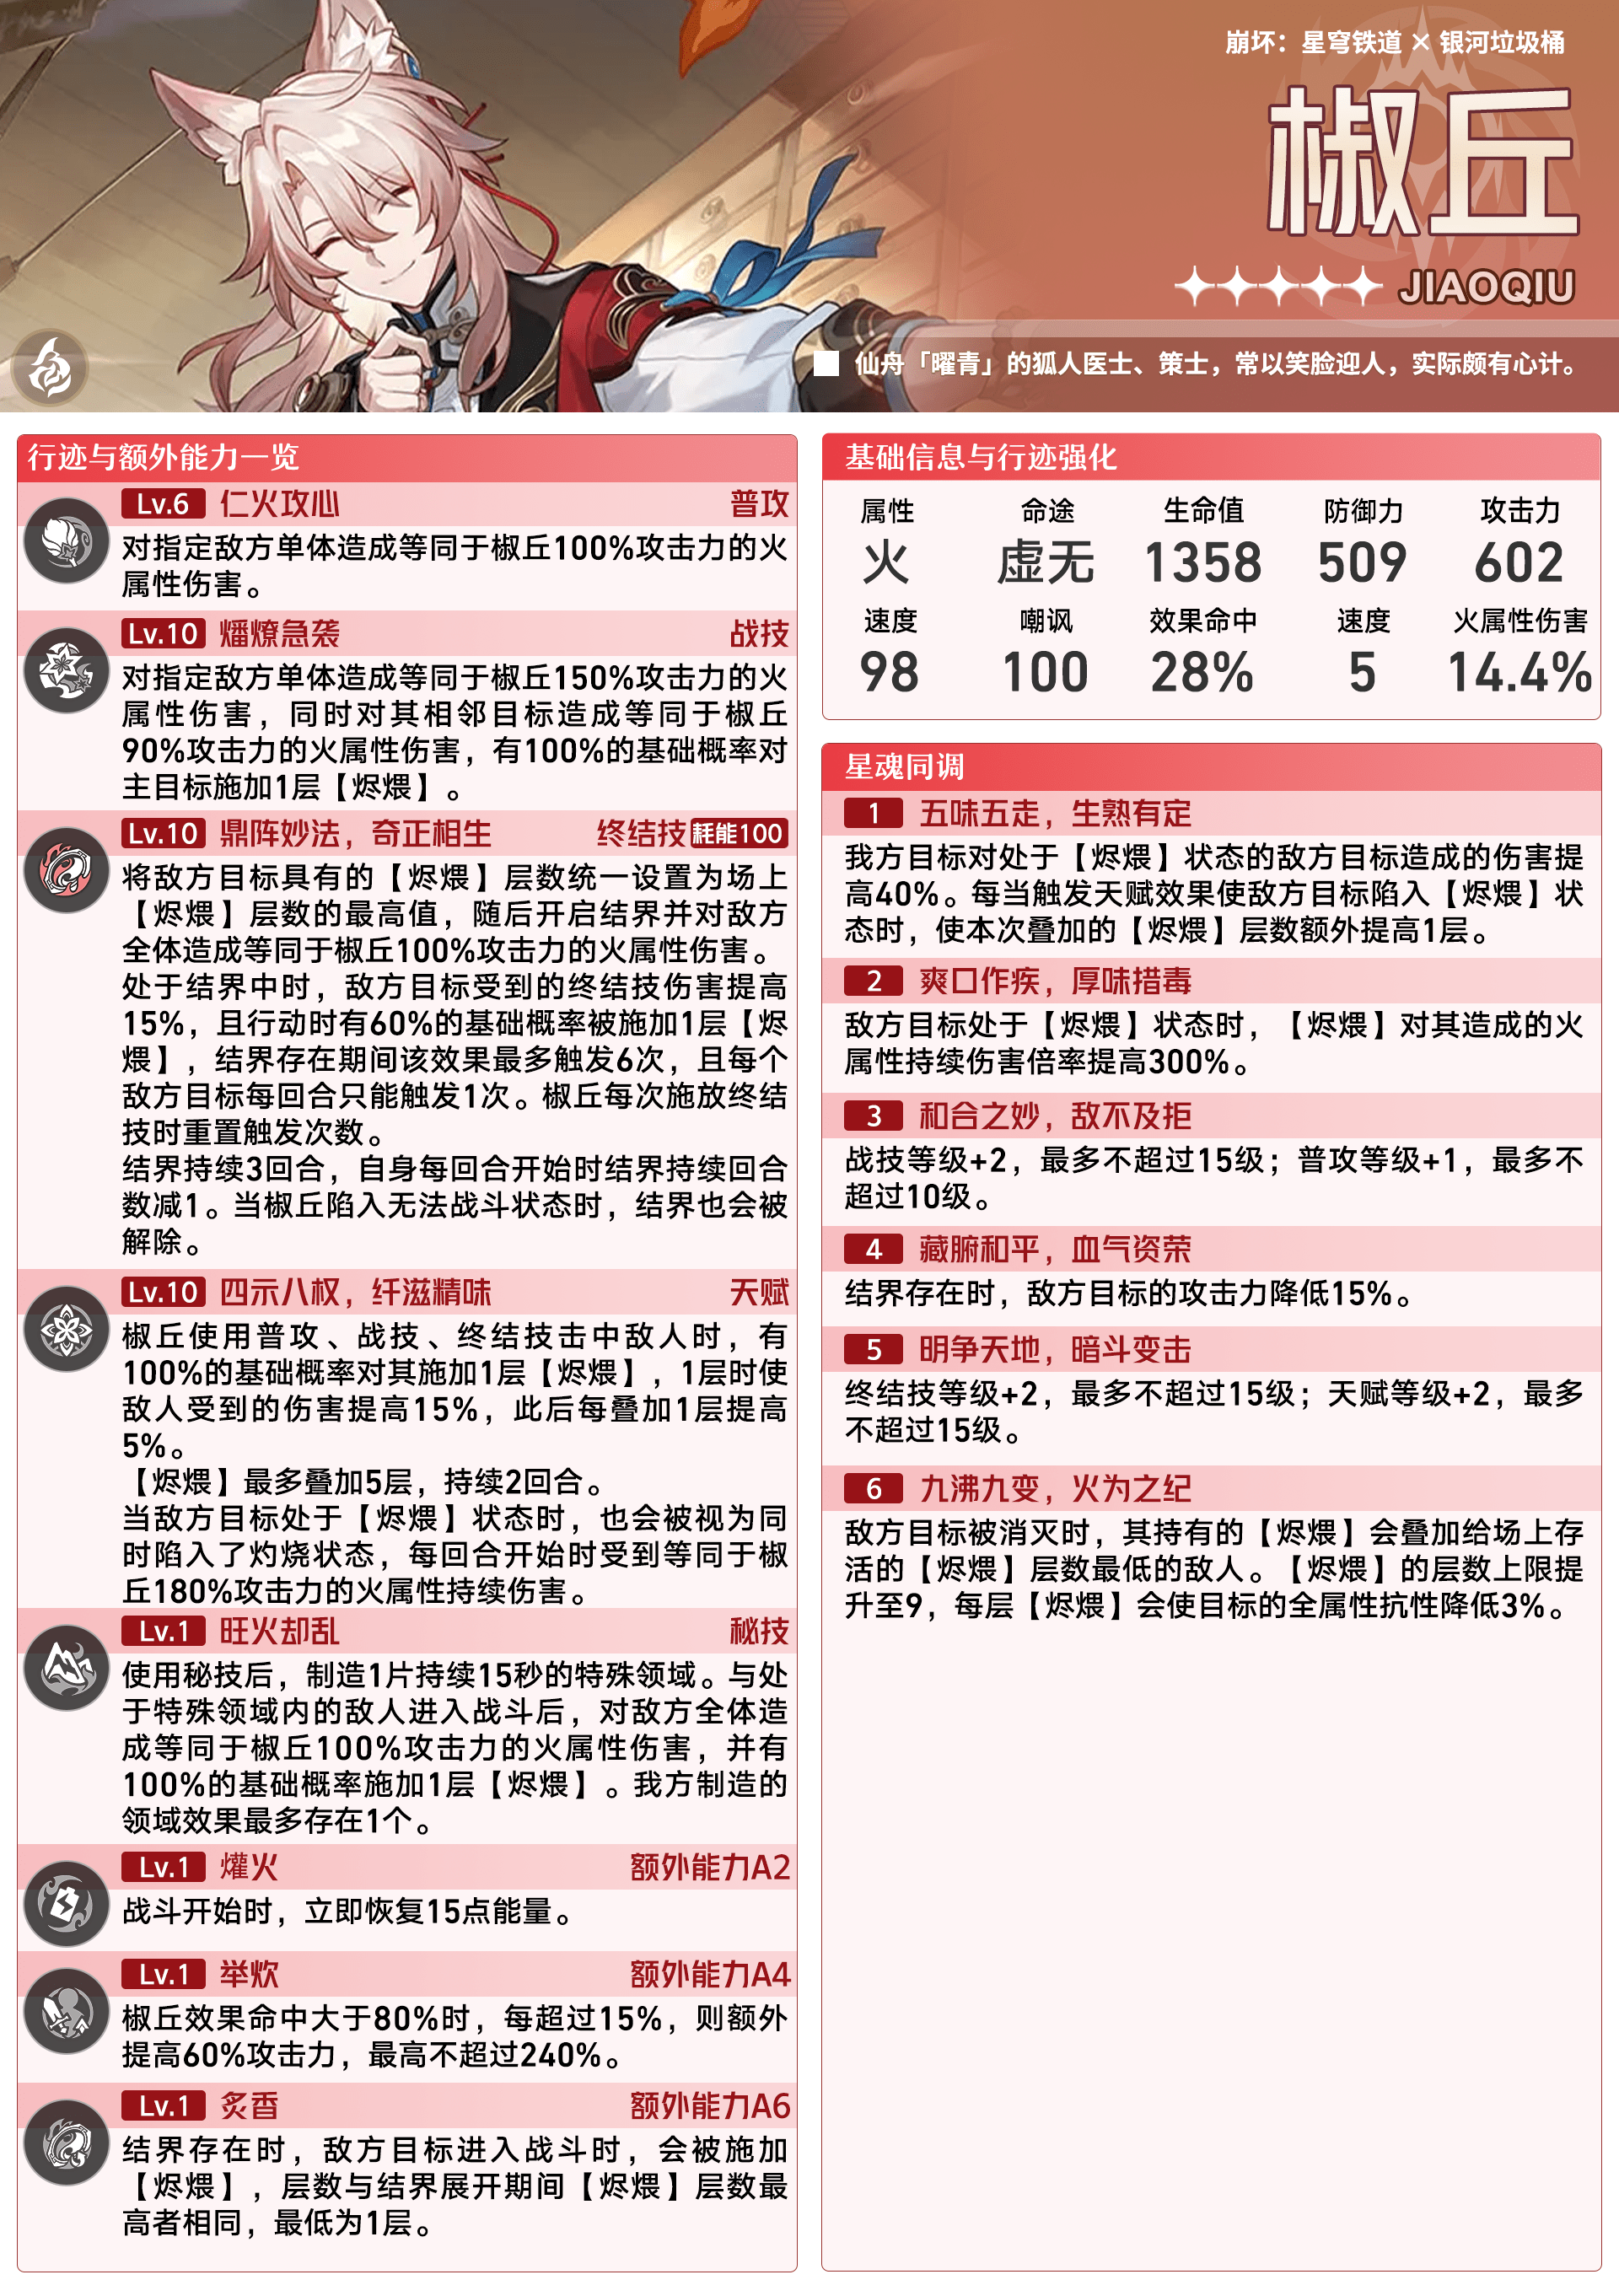 崩坏：星穹铁道 × 银河垃圾桶
椒丘
JIAOQIU
仙舟「曜青」的狐人医士、策士，常以笑脸迎人，实际颇有心计。
行迹与额外能力一览
Lv.6 仁火攻心 普攻
对指定敌方单体造成等同于椒丘100%攻击力的火
属性伤害。
Lv.10 燔燎急袭 战技
对指定敌方单体造成等同于椒丘150%攻击力的火
属性伤害，同时对其相邻目标造成等同于椒丘
90%攻击力的火属性伤害，有100%的基础概率对
主目标施加1层【烬煨】。
Lv.10 鼎阵妙法，奇正相生 终结技 耗能100
将敌方目标具有的【烬煨】层数统一设置为场上
【烬煨】层数的最高值，随后开启结界并对敌方
全体造成等同于椒丘100%攻击力的火属性伤害。
处于结界中时，敌方目标受到的终结技伤害提高
15%，且行动时有60%的基础概率被施加1层【烬
煨】，结界存在期间该效果最多触发6次，且每个
敌方目标每回合只能触发1次。椒丘每次施放终结
技时重置触发次数。
结界持续3回合，自身每回合开始时结界持续回合
数减1。当椒丘陷入无法战斗状态时，结界也会被
解除。
Lv.10 四示八权，纤滋精味 天赋
椒丘使用普攻、战技、终结技击中敌人时，有
100%的基础概率对其施加1层【烬煨】，1层时使
敌人受到的伤害提高15%，此后每叠加1层提高
5%。
【烬煨】最多叠加5层，持续2回合。
当敌方目标处于【烬煨】状态时，也会被视为同
时陷入了灼烧状态，每回合开始时受到等同于椒
丘180%攻击力的火属性持续伤害。
Lv.1 旺火却乱 秘技
使用秘技后，制造1片持续15秒的特殊领域。与处
于特殊领域内的敌人进入战斗后，对敌方全体造
成等同于椒丘100%攻击力的火属性伤害，并有
100%的基础概率施加1层【烬煨】。我方制造的
领域效果最多存在1个。
Lv.1 爟火 额外能力A2
战斗开始时，立即恢复15点能量。
Lv.1 举炊 额外能力A4
椒丘效果命中大于80%时，每超过15%，则额外
提高60%攻击力，最高不超过240%。
Lv.1 炙香 额外能力A6
结界存在时，敌方目标进入战斗时，会被施加
【烬煨】，层数与结界展开期间【烬煨】层数最
高者相同，最低为1层。
基础信息与行迹强化
属性 命途 生命值 防御力 攻击力
火 虚无 1358 509 602
速度 嘲讽 效果命中 速度 火属性伤害
98 100 28% 5 14.4%
星魂同调
1 五味五走，生熟有定
我方目标对处于【烬煨】状态的敌方目标造成的伤害提
高40%。每当触发天赋效果使敌方目标陷入【烬煨】状
态时，使本次叠加的【烬煨】层数额外提高1层。
2 爽口作疾，厚味措毒
敌方目标处于【烬煨】状态时，【烬煨】对其造成的火
属性持续伤害倍率提高300%。
3 和合之妙，敌不及拒
战技等级+2，最多不超过15级；普攻等级+1，最多不
超过10级。
4 藏腑和平，血气资荣
结界存在时，敌方目标的攻击力降低15%。
5 明争天地，暗斗变击
终结技等级+2，最多不超过15级；天赋等级+2，最多
不超过15级。
6 九沸九变，火为之纪
敌方目标被消灭时，其持有的【烬煨】会叠加给场上存
活的【烬煨】层数最低的敌人。【烬煨】的层数上限提
升至9，每层【烬煨】会使目标的全属性抗性降低3%。